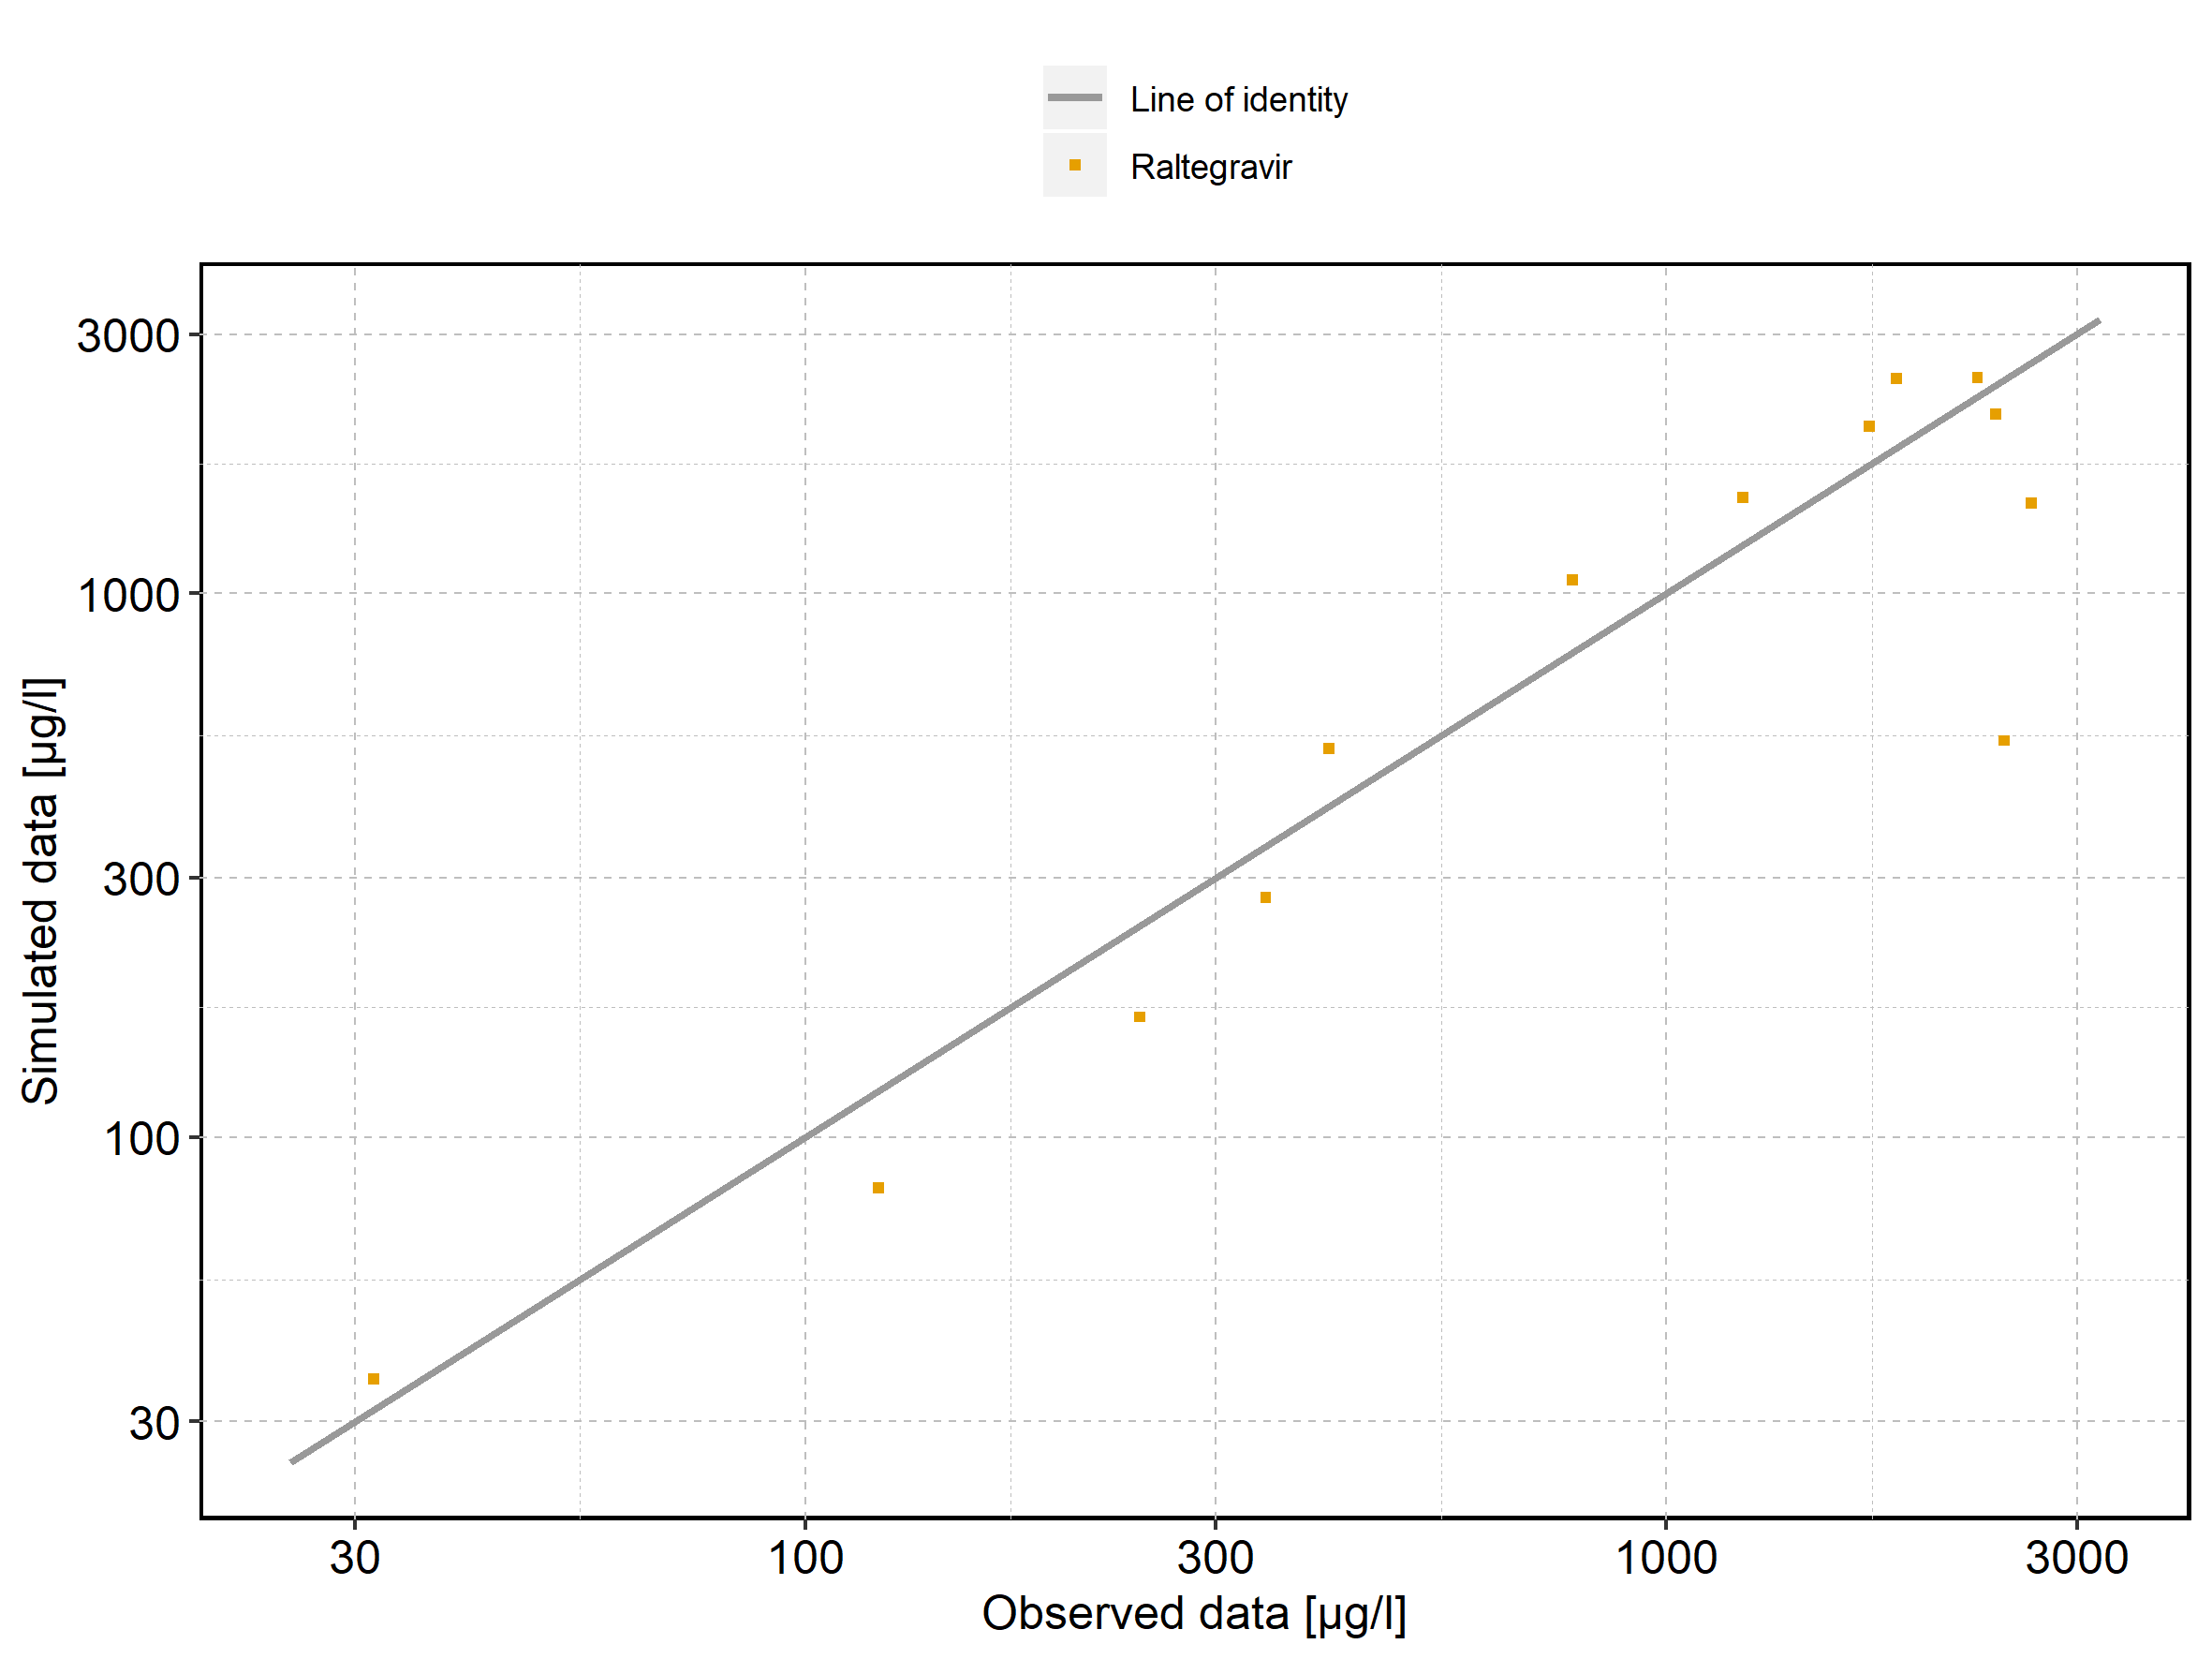 Line of identity
Raltegravir
3000
1000
300
100
30
Simulated data [µg/l]
30 100 300 1000 3000
Observed data [µg/l]